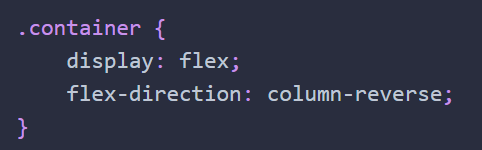 .container {
    display: flex;
    flex-direction: column-reverse;
}